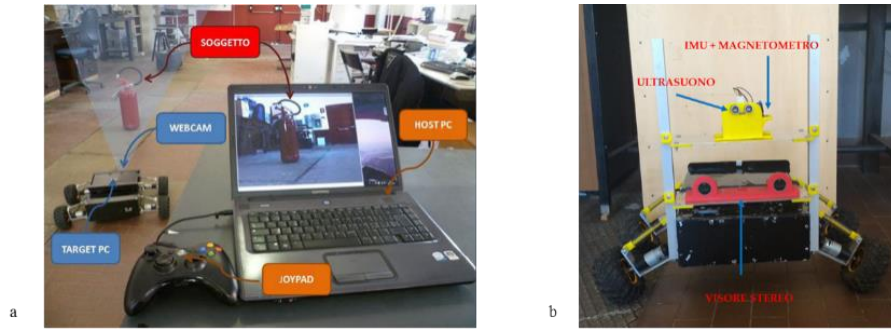 SOGGETTO
WEBCAM
HOST PC
TARGET PC
JOYPAD
a
IMU + MAGNETOMETRO
ULTRASUONO
VISORE STEREO
b